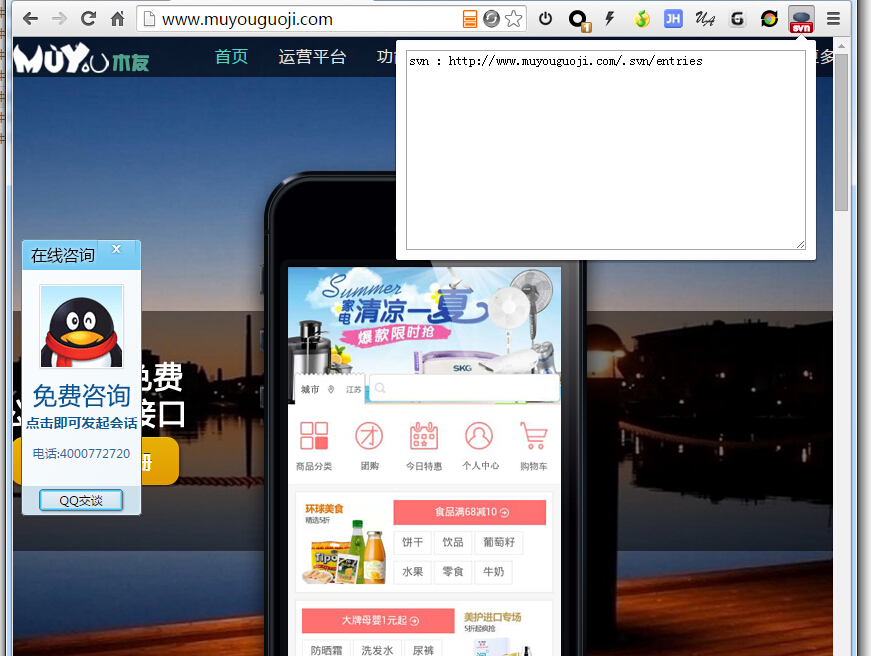 www.muyouguoji.com
svn
MUYOU木友
首页
运营平台
svn : http://www.muyouguoji.com/.svn/entries
在线咨询
免费咨询
点击即可发起会话
电话:4000772720
QQ交谈
免费
接口
册
Summer
家电清凉一夏
爆款限时抢
SKG
城市
江苏
商品分类
团购
今日特惠
个人中心
购物车
环球美食
精选5折
食品满68减10
饼干
饮品
葡萄籽
水果
零食
牛奶
大牌母婴1元起
美护进口专场
5折起疯抢
防晒霜
洗发水
尿裤